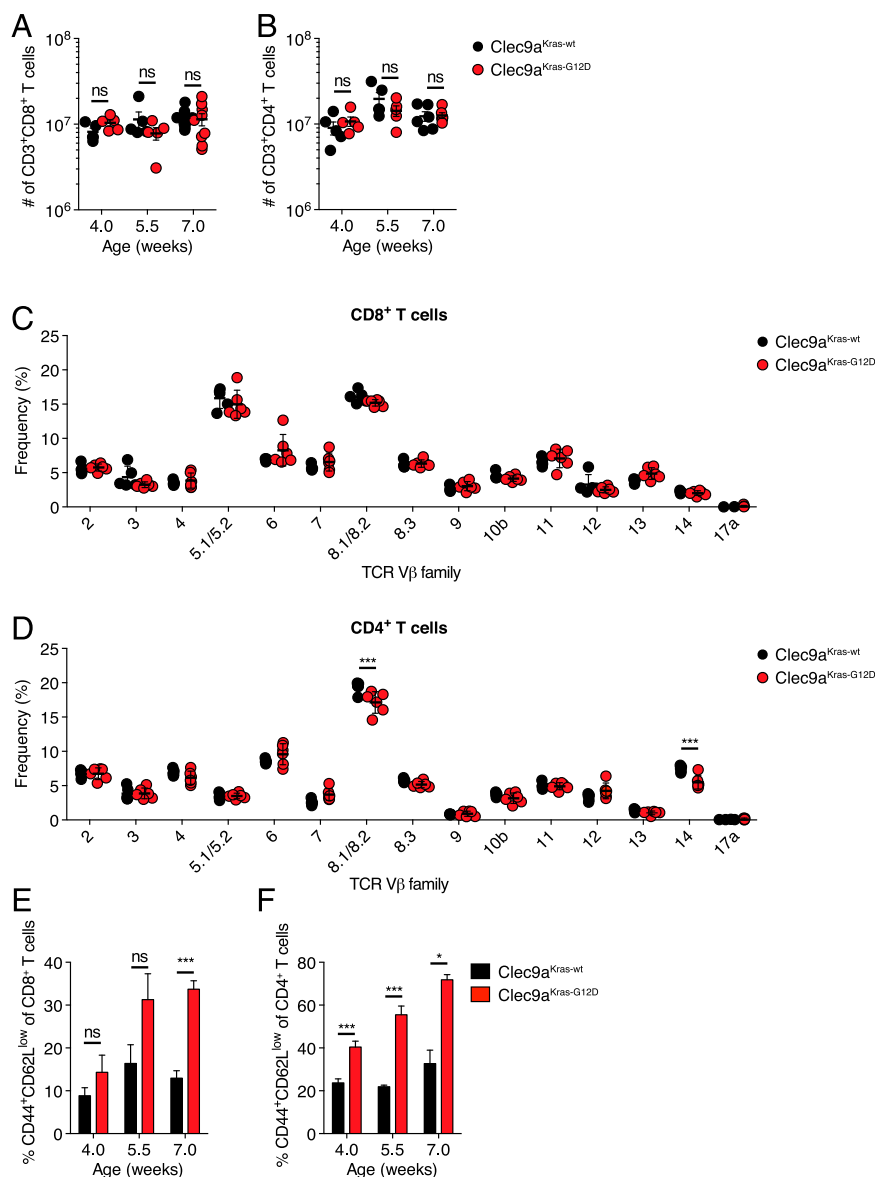 A
# of CD3⁺CD8⁺ T cells
10⁸
10⁷
10⁶
ns
ns
ns
4.0 5.5 7.0
Age (weeks)
B
# of CD3⁺CD4⁺ T cells
10⁸
10⁷
10⁶
ns
ns
ns
4.0 5.5 7.0
Age (weeks)
Clec9aKras-wt
Clec9aKras-G12D
C
CD8⁺ T cells
Frequency (%)
25
20
15
10
5
0
2 3 4 5.1/5.2 6 7 8.1/8.2 8.3 9 10b 11 12 13 14 17a
TCR Vβ family
Clec9aKras-wt
Clec9aKras-G12D
D
CD4⁺ T cells
Frequency (%)
25
20
15
10
5
0
***
***
2 3 4 5.1/5.2 6 7 8.1/8.2 8.3 9 10b 11 12 13 14 17a
TCR Vβ family
Clec9aKras-wt
Clec9aKras-G12D
E
% CD44⁺CD62Llow of CD8⁺ T cells
40
30
20
10
0
ns
ns
***
4.0 5.5 7.0
Age (weeks)
F
% CD44⁺CD62Llow of CD4⁺ T cells
80
60
40
20
0
***
***
*
4.0 5.5 7.0
Age (weeks)
Clec9aKras-wt
Clec9aKras-G12D